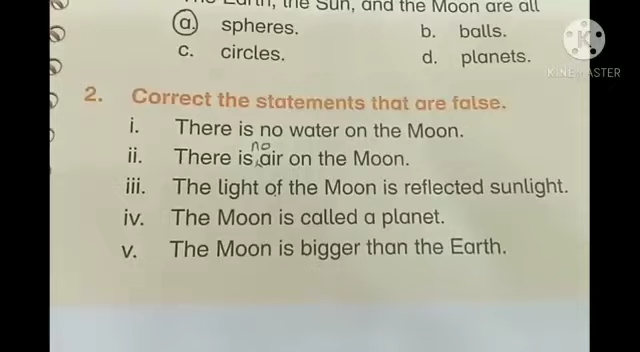 The Earth, the Sun, and the Moon are all
a. spheres. b. balls.
c. circles. d. planets.
2. Correct the statements that are false.
i. There is no water on the Moon.
no
ii. There is air on the Moon.
iii. The light of the Moon is reflected sunlight.
iv. The Moon is called a planet.
v. The Moon is bigger than the Earth.
K
KINEMASTER